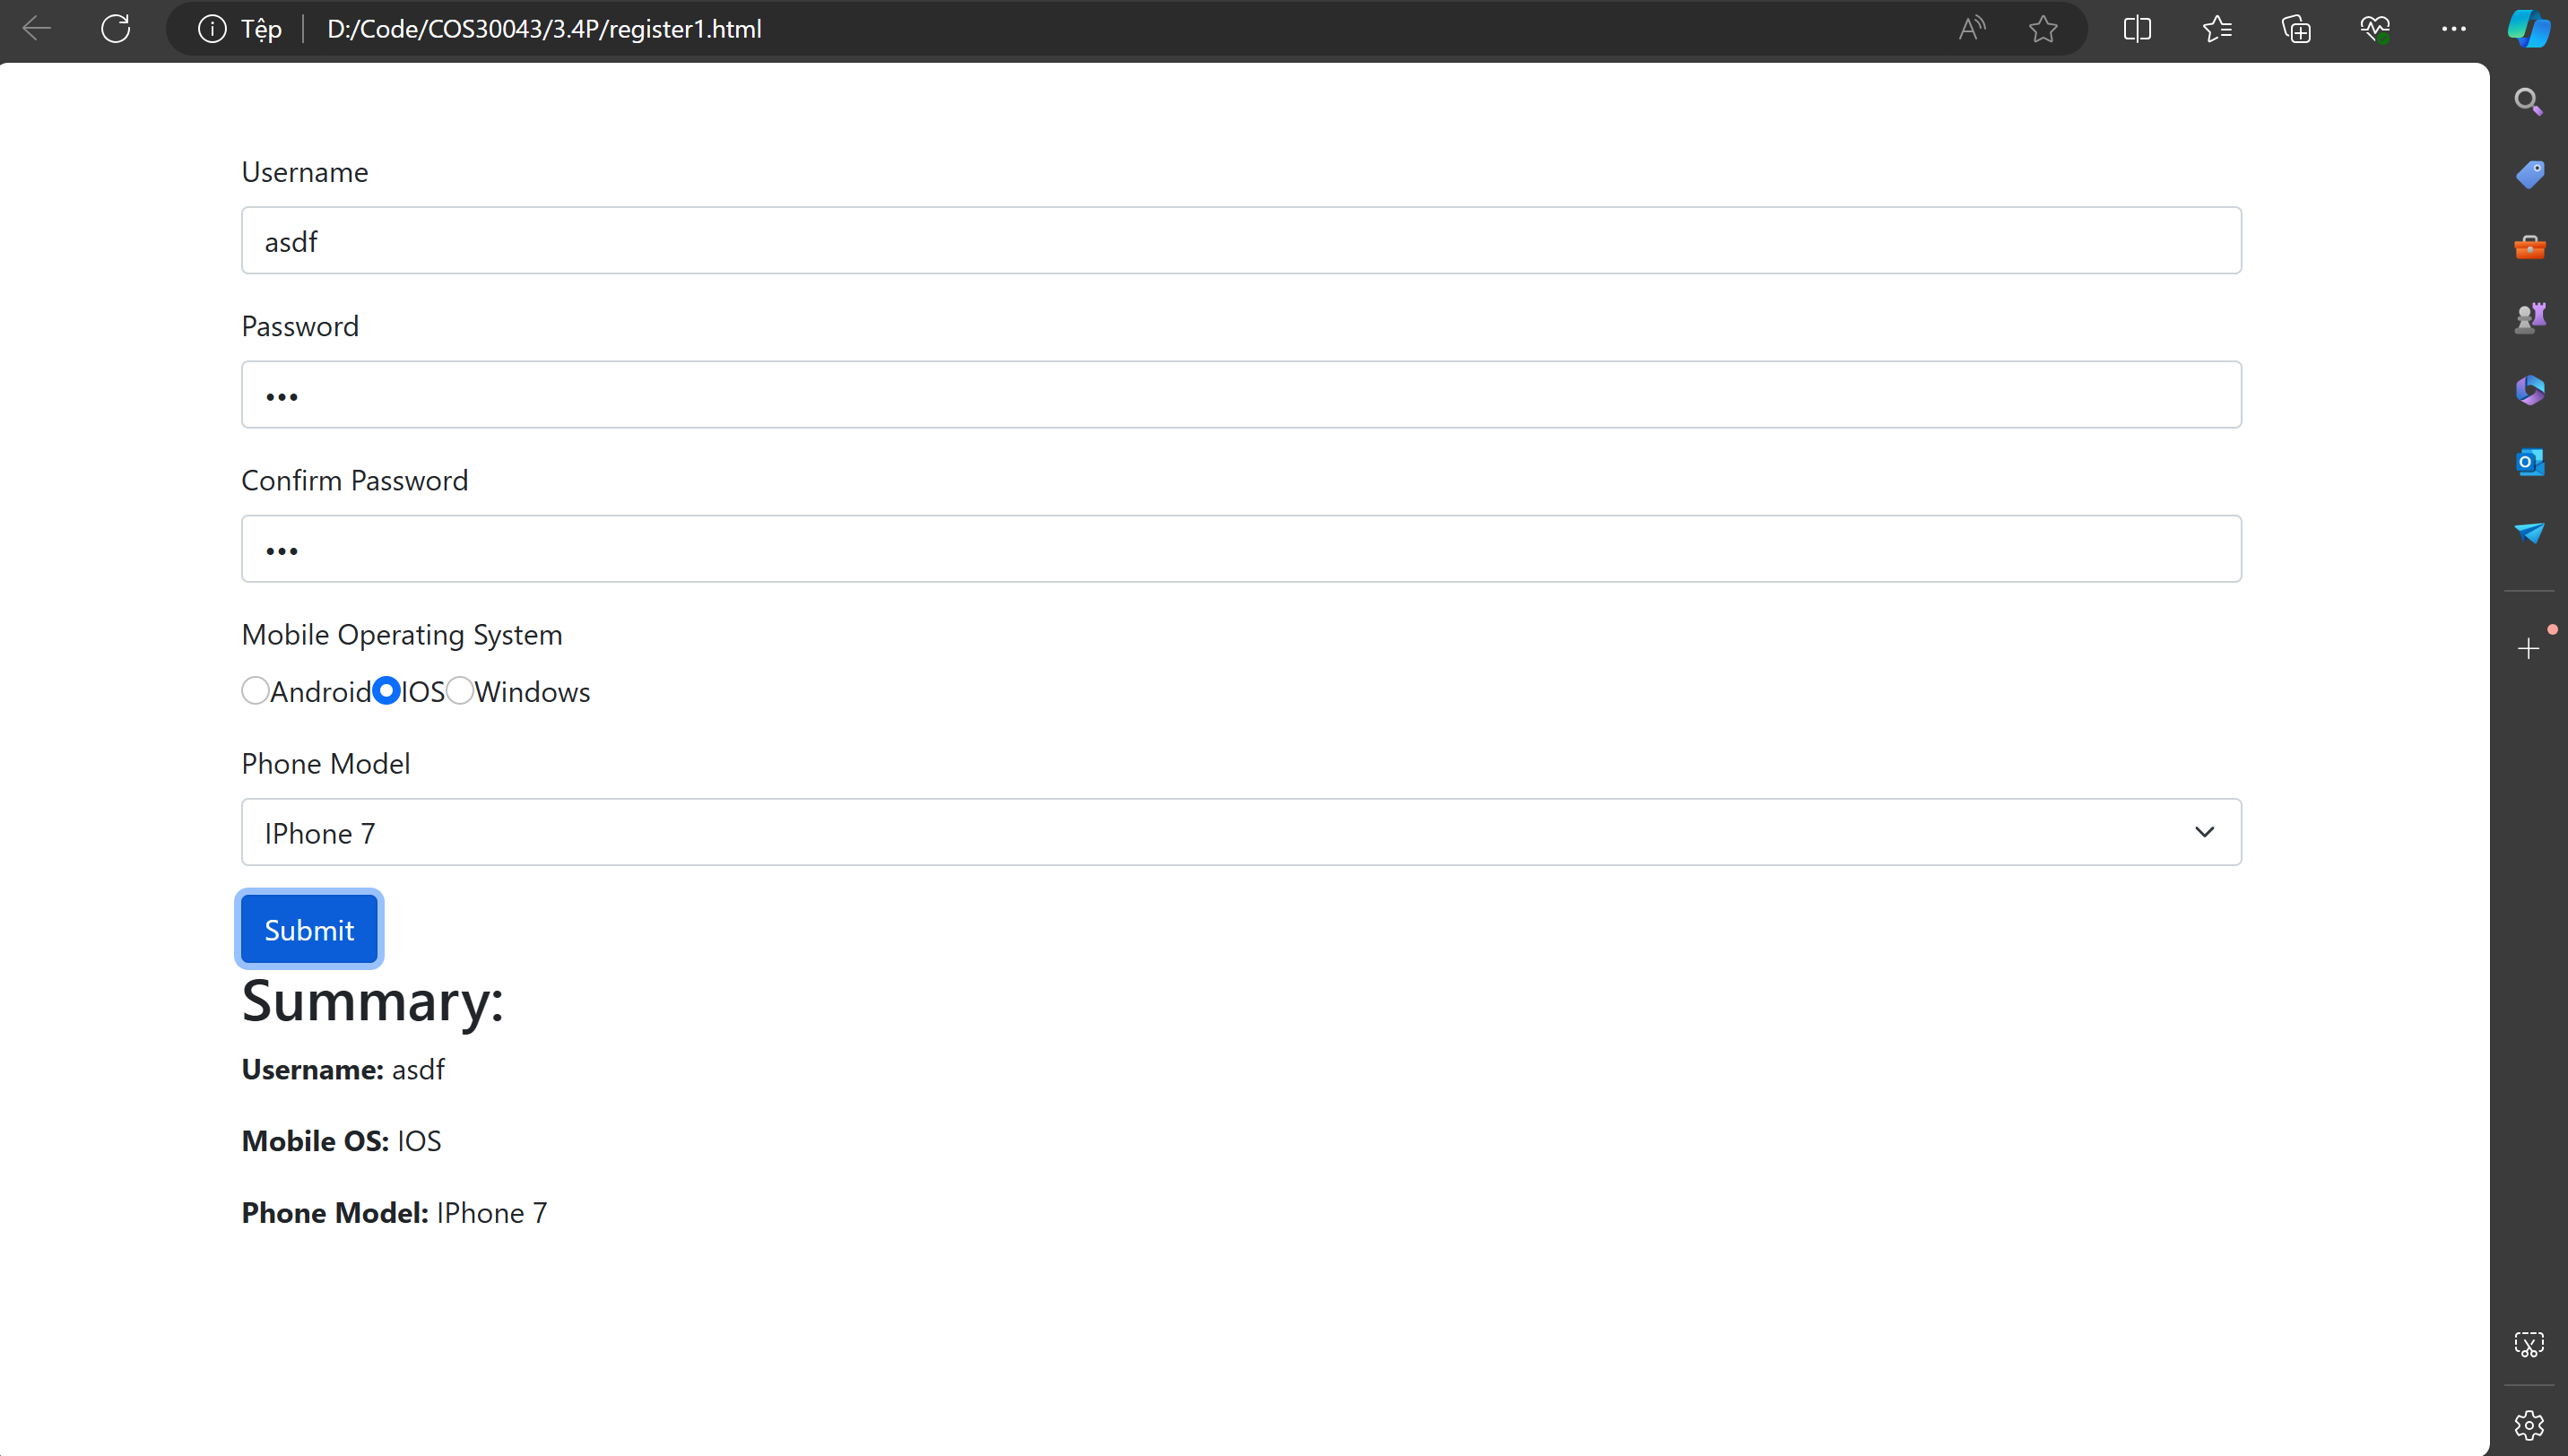 Tệp D:/Code/COS30043/3.4P/register1.html
Username
asdf
Password
•••
Confirm Password
•••
Mobile Operating System
Android IOS Windows
Phone Model
IPhone 7
Submit
Summary:
Username: asdf
Mobile OS: IOS
Phone Model: IPhone 7